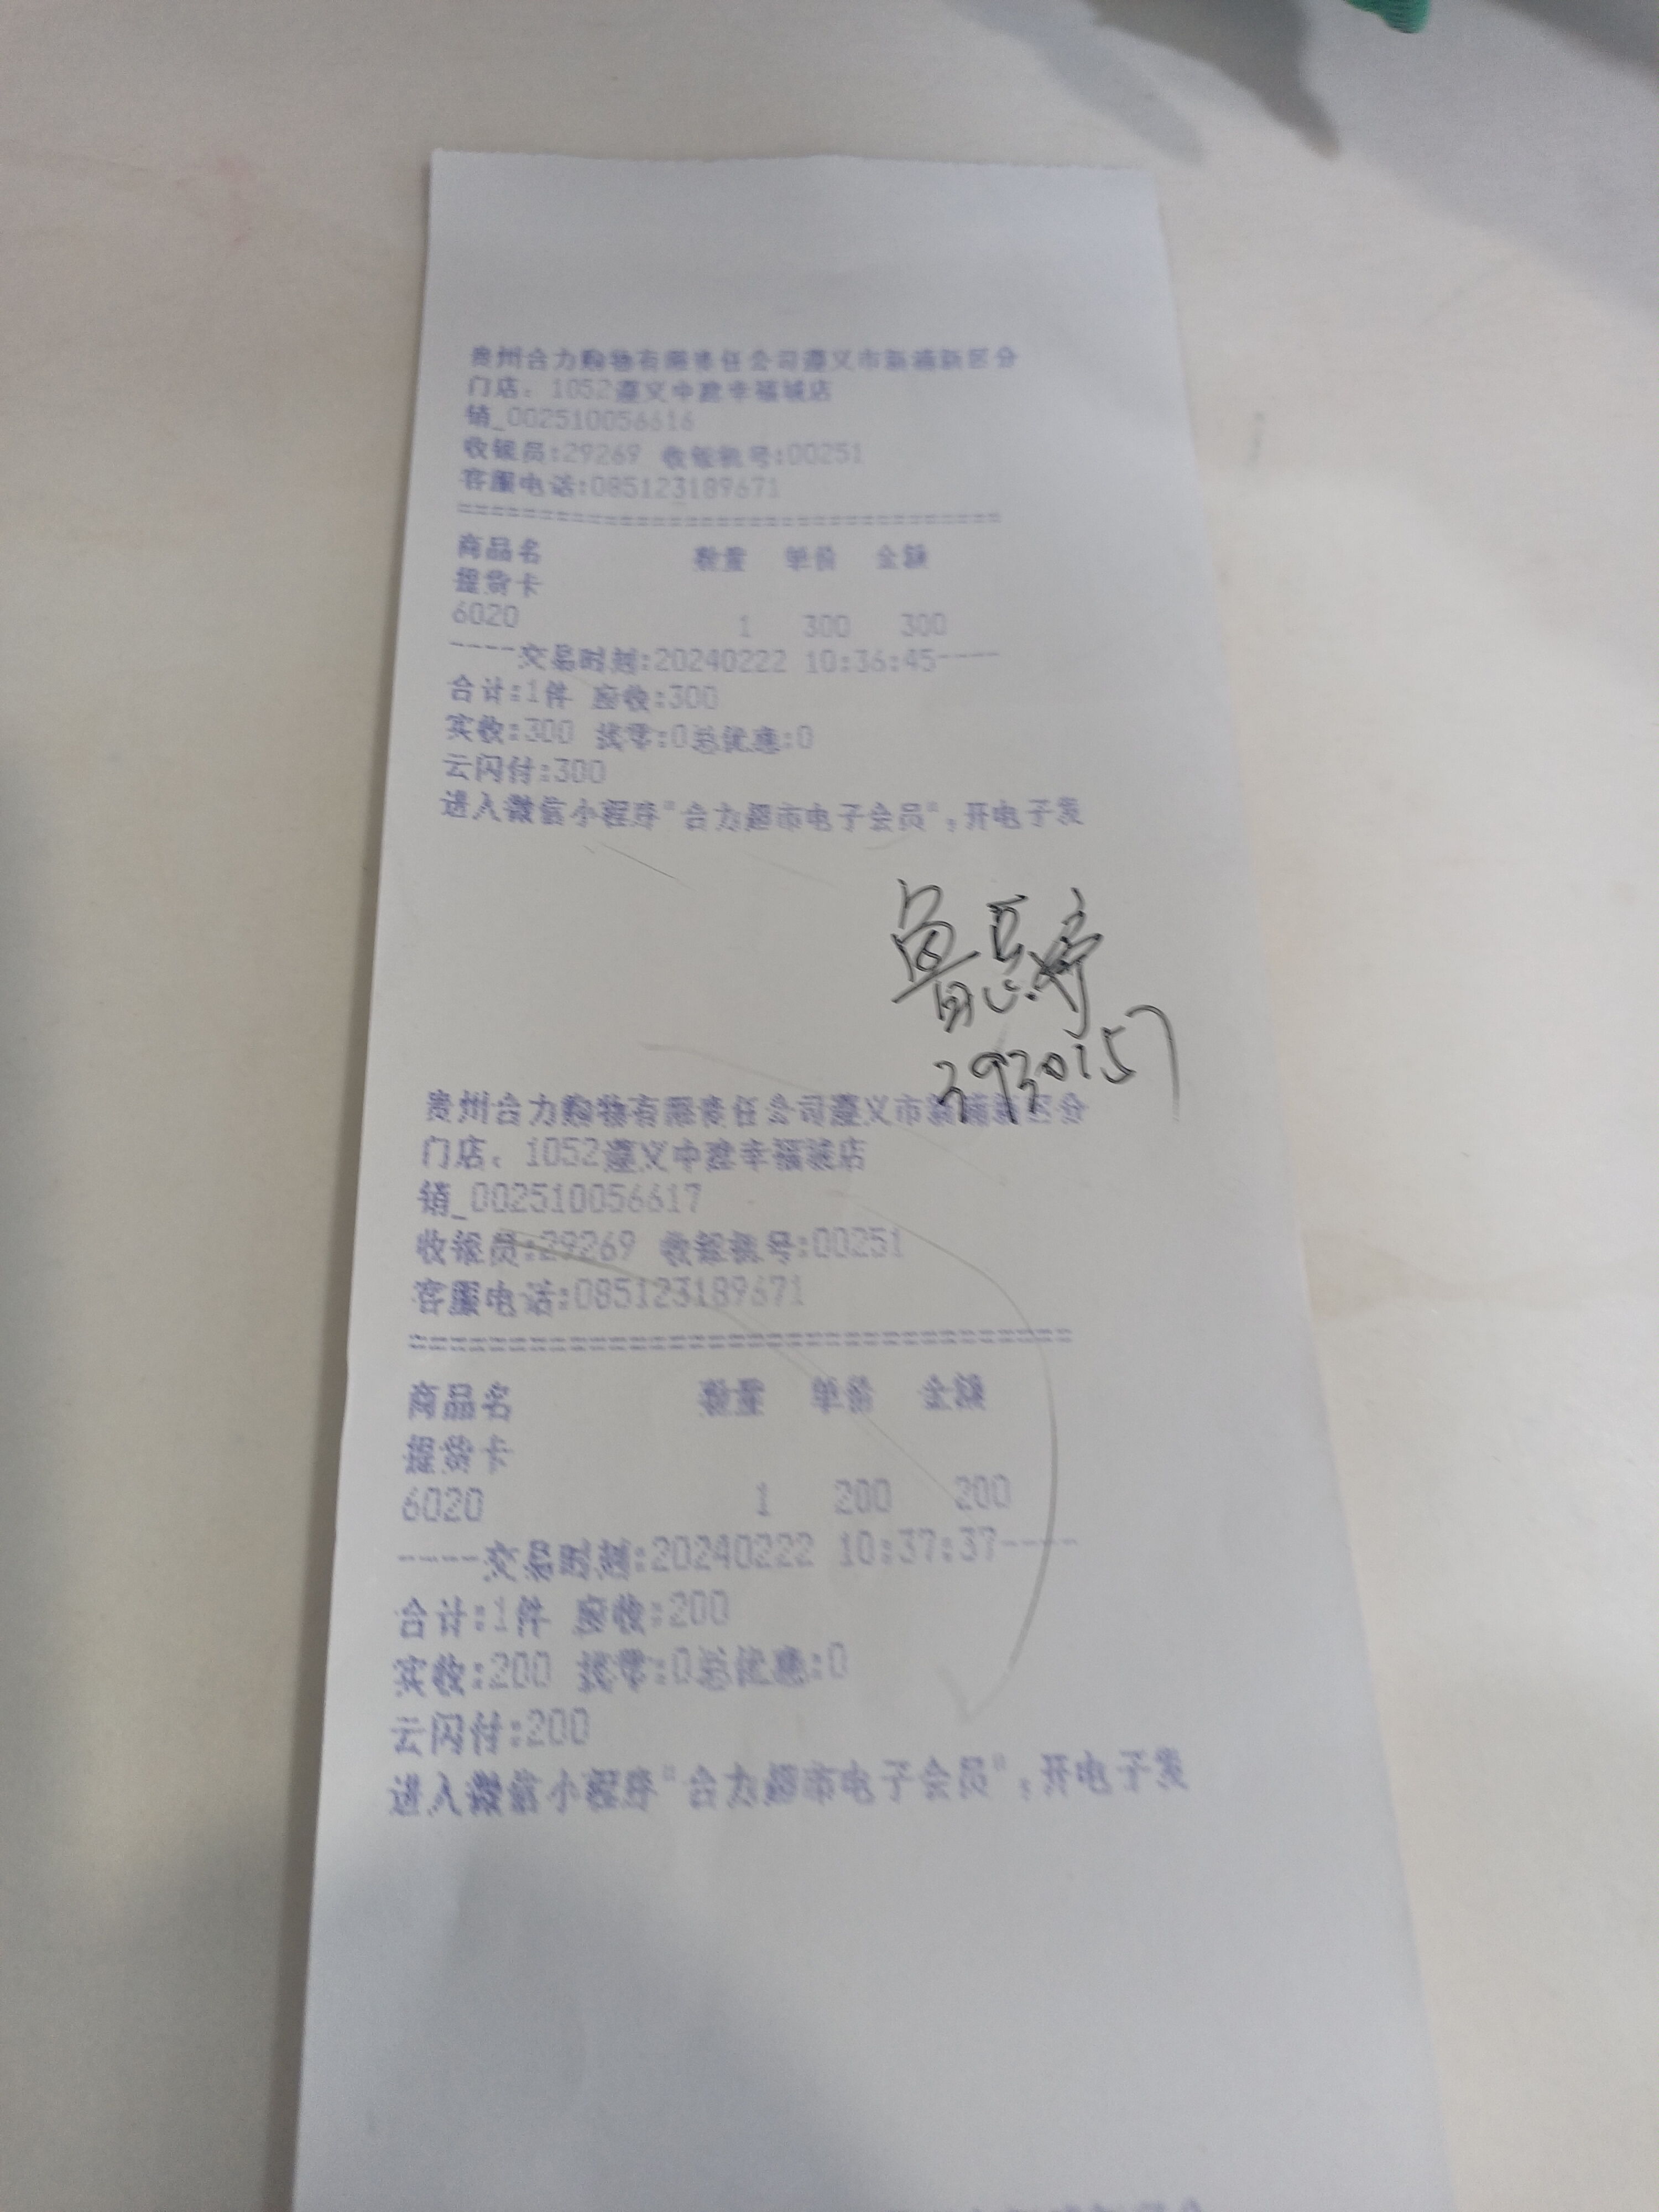 贵州合力购物有限责任公司遵义市新蒲新区分
门店：1052遵义中建幸福城店
销_002510056616
收银员:29269 收银机号:00251
客服电话:085123189671
================================
商品名 数量 单价 金额
提货卡
6020 1 300 300
----交易时刻:20240222 10:36:45----
合计:1件 应收:300
实收:300 找零:0总优惠:0
云闪付:300
进入微信小程序"合力超市电子会员",开电子发
鲁恩婷
贵州合力购物有限责任公司遵义市新蒲新区分
门店：1052遵义中建幸福城店
销_002510056617
收银员:29269 收银机号:00251
客服电话:085123189671
================================
商品名 数量 单价 金额
提货卡
6020 1 200 200
----交易时刻:20240222 10:37:37----
合计:1件 应收:200
实收:200 找零:0总优惠:0
云闪付:200
进入微信小程序"合力超市电子会员",开电子发